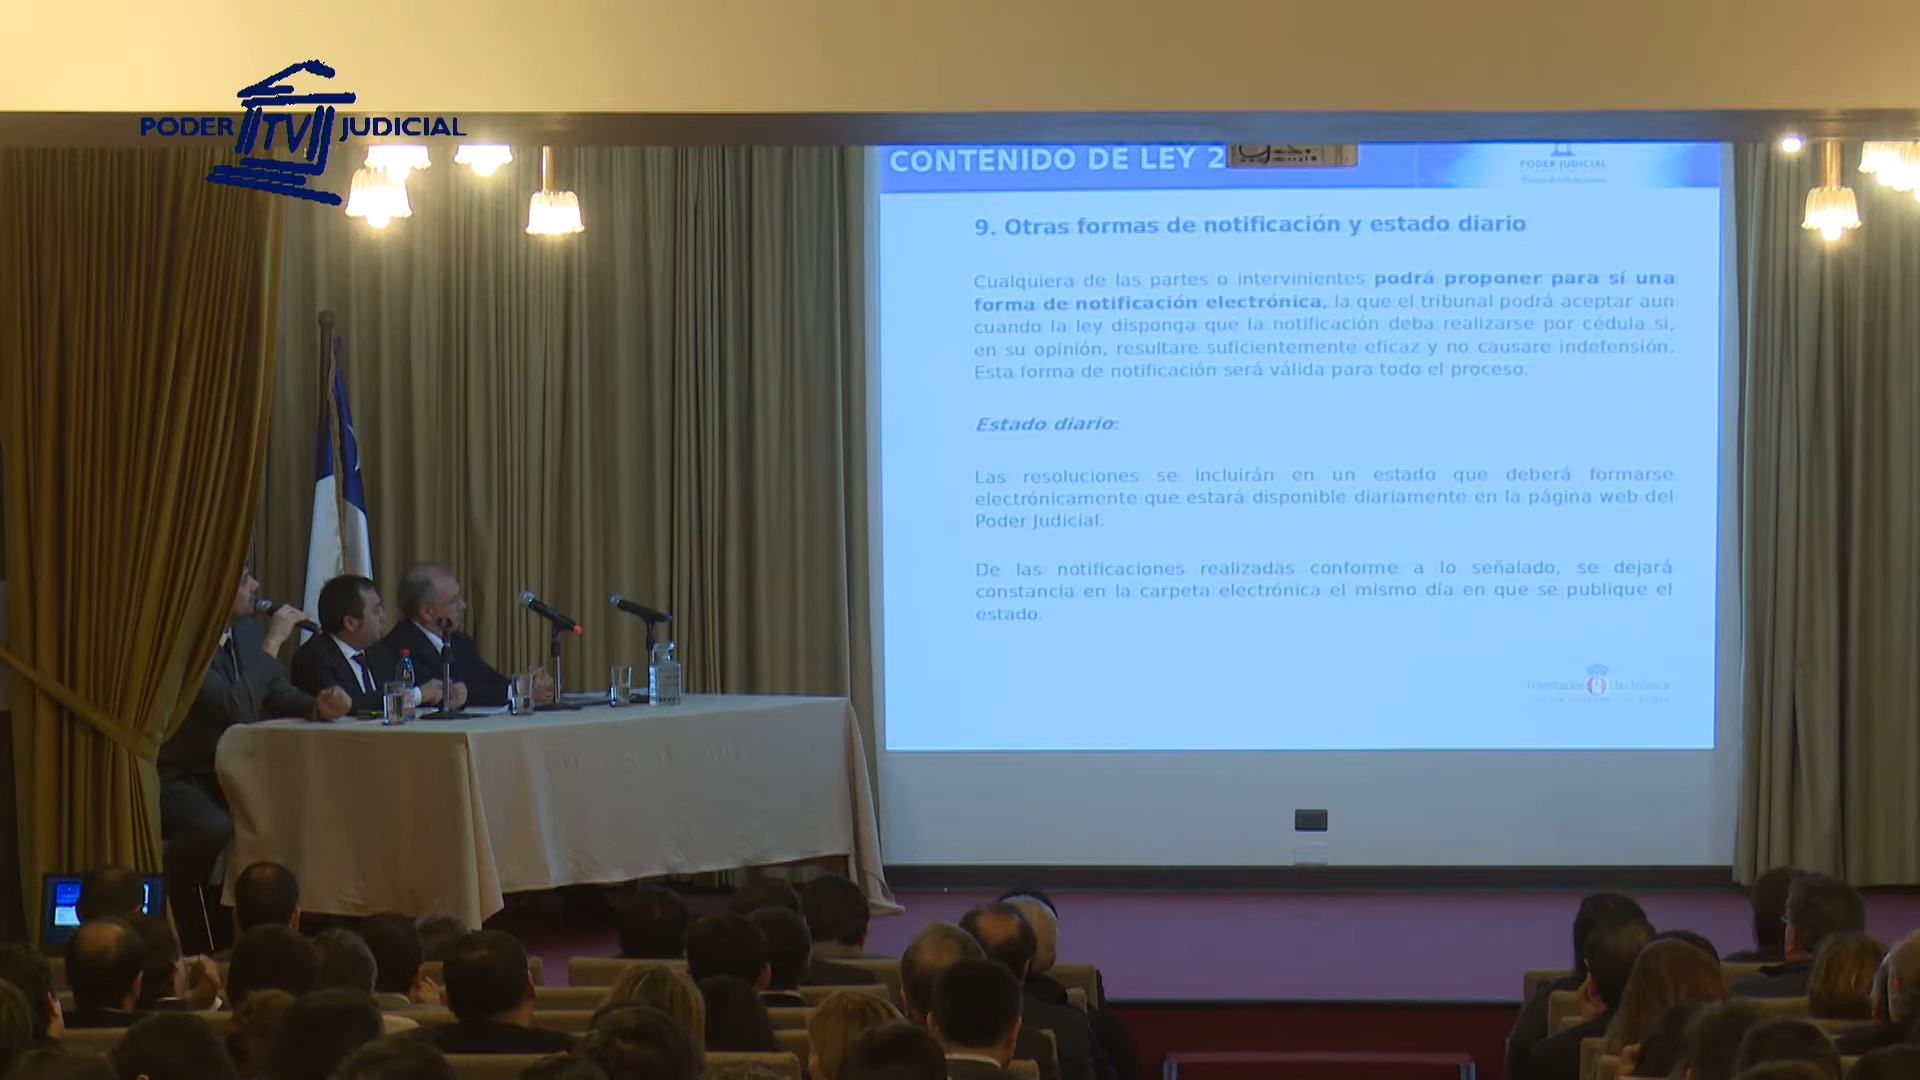 PODER TV JUDICIAL
CONTENIDO DE LEY 2
PODER JUDICIAL
9. Otras formas de notificación y estado diario
Cualquiera de las partes o intervinientes podrá proponer para sí una
forma de notificación electrónica, la que el tribunal podrá aceptar aun
cuando la ley disponga que la notificación deba realizarse por cédula si,
en su opinión, resultare suficientemente eficaz y no causare indefensión.
Esta forma de notificación será válida para todo el proceso.
Estado diario:
Las resoluciones se incluirán en un estado que deberá formarse
electrónicamente que estará disponible diariamente en la página web del
Poder Judicial.
De las notificaciones realizadas conforme a lo señalado, se dejará
constancia en la carpeta electrónica el mismo día en que se publique el
estado.
Tramitación Electrónica